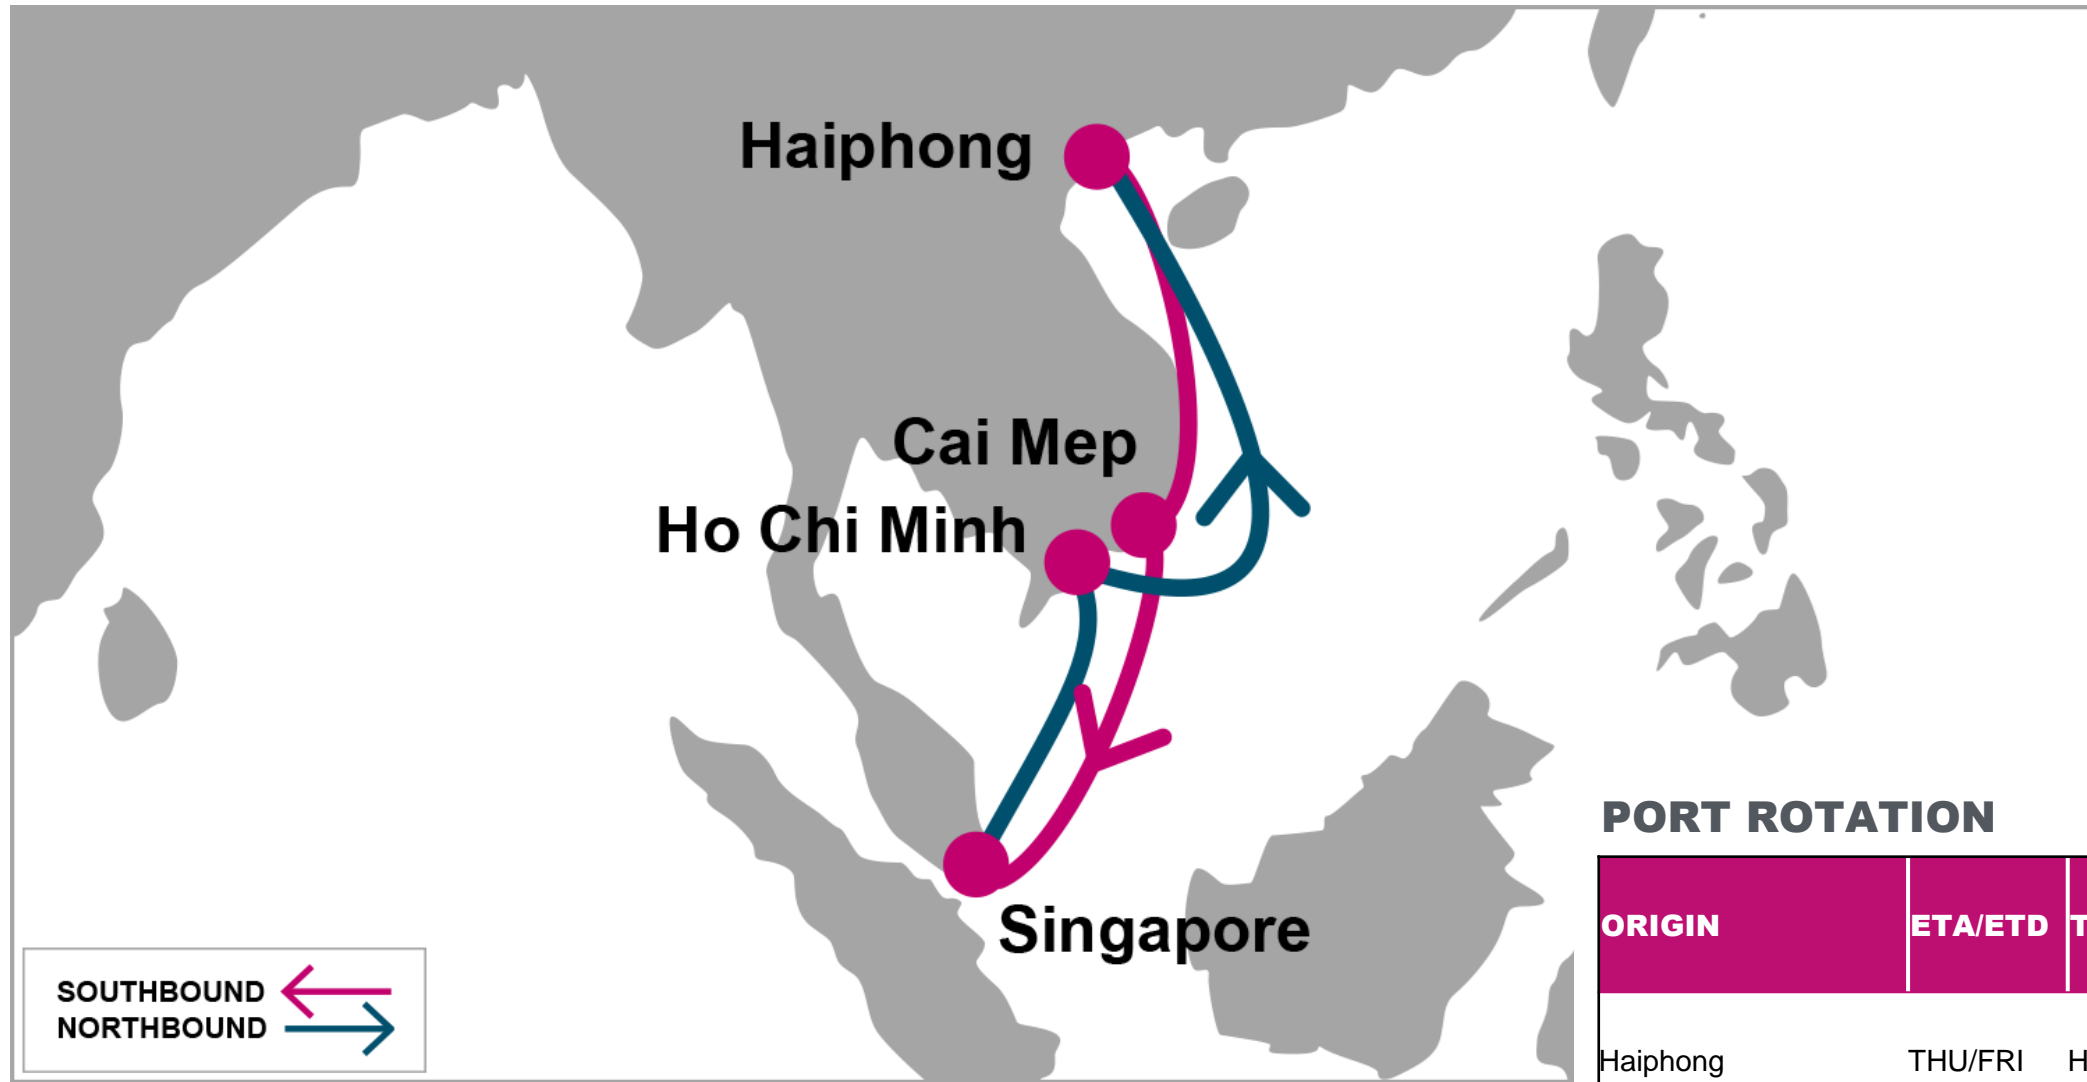 Haiphong
Cai Mep
Ho Chi Minh
Singapore
SOUTHBOUND
NORTHBOUND
PORT ROTATION
ORIGIN ETA/ETD
Haiphong THU/FRI